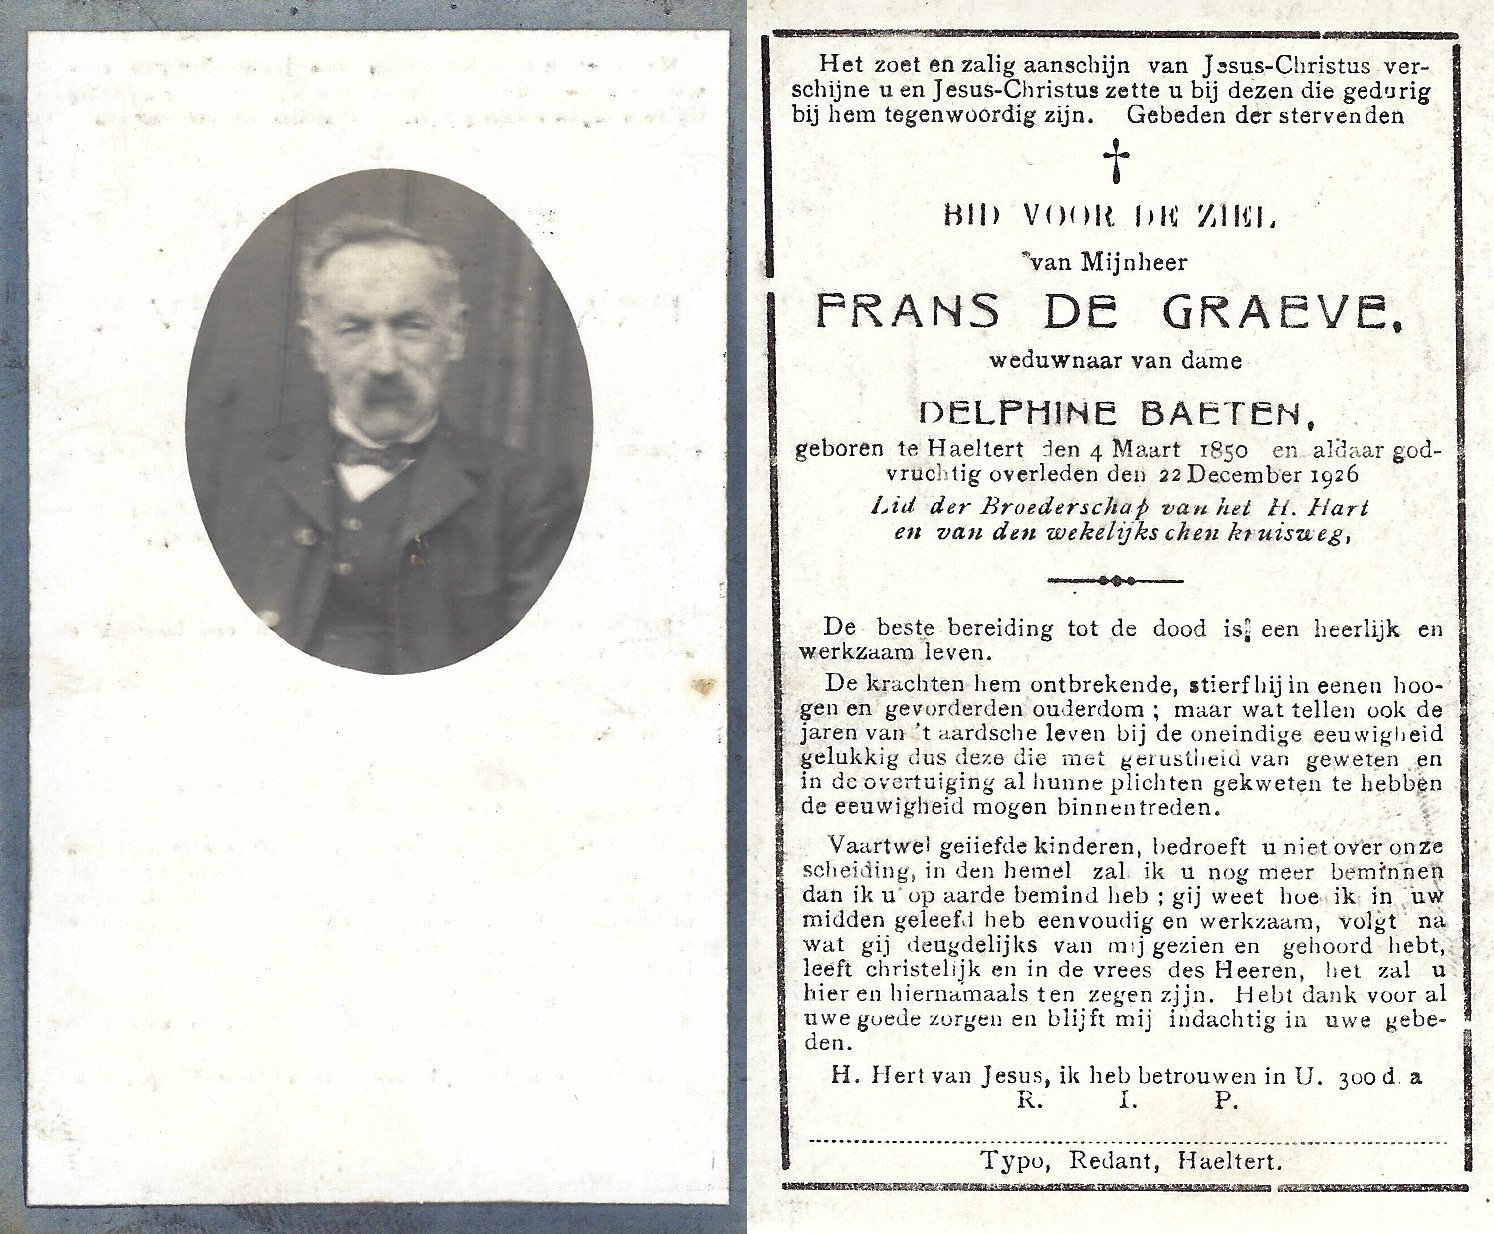 Het zoet en zalig aanschijn van Jesus-Christus ver-
schijne u en Jesus-Christus zette u bij dezen die gedurig
bij hem tegenwoordig zijn. Gebeden der stervenden
BID VOOR DE ZIEL
van Mijnheer
FRANS DE GRAEVE,
weduwnaar van dame
DELPHINE BAETEN,
geboren te Haeltert den 4 Maart 1850 en aldaar god-
vruchtig overleden den 22 December 1926
Lid der Broederschap van het H. Hart
en van den wekelijkschen kruisweg,
De beste bereiding tot de dood is een heerlijk en
werkzaam leven.
De krachten hem ontbrekende, stierf hij in eenen hoo-
gen en gevorderden ouderdom ; maar wat tellen ook de
jaren van 't aardsche leven bij de oneindige eeuwigheid
gelukkig dus deze die met gerustheid van geweten en
in de overtuiging al hunne plichten gekweten te hebben
de eeuwigheid mogen binnentreden.
Vaartwel geiiefde kinderen, bedroeft u niet over onze
scheiding, in den hemel zal ik u nog meer beminnen
dan ik u op aarde bemind heb ; gij weet hoe ik in uw
midden geleefd heb eenvoudig en werkzaam, volgt na
wat gij deugdelijks van mij gezien en gehoord hebt,
leeft christelijk en in de vrees des Heeren, het zal u
hier en hiernamaals ten zegen zjjn. Hebt dank voor al
uwe goede zorgen en blijft mij indachtig in uwe gebe-
den.
H. Hert van Jesus, ik heb betrouwen in U. 300 d. a
R. I. P.
Typo, Redant, Haeltert.